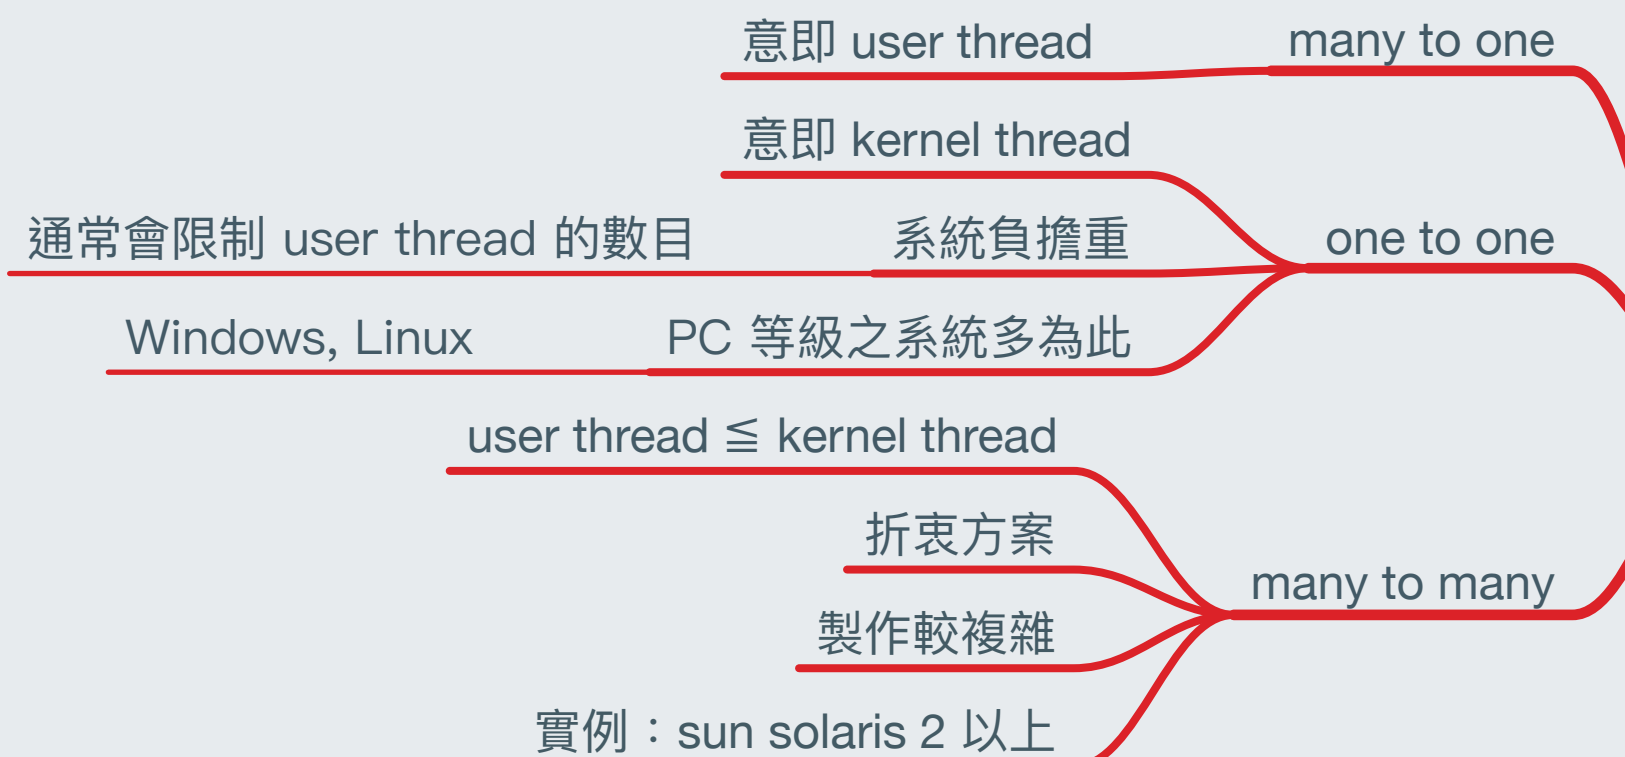 意即 user thread
many to one
意即 kernel thread
通常會限制 user thread 的數目
系統負擔重
one to one
Windows, Linux
PC 等級之系統多為此
user thread ≦ kernel thread
折衷方案
many to many
製作較複雜
實例：sun solaris 2 以上